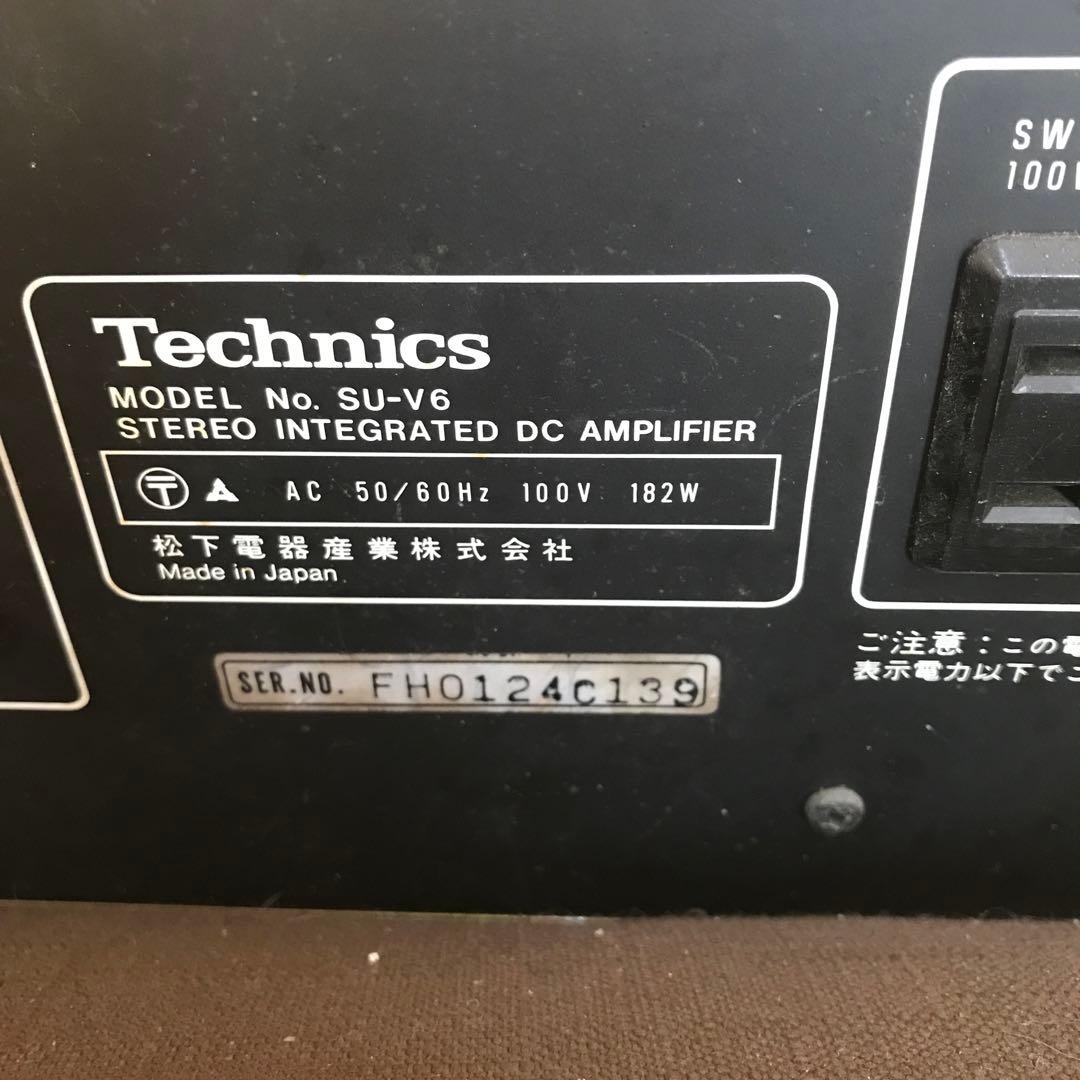 Technics
MODEL No. SU-V6
STEREO INTEGRATED DC AMPLIFIER
〒 AC 50/60Hz 100V 182W
松下電器産業株式会社
Made in Japan
SER.NO. FH0124C139
SW
100V
ご注意:この電
表示電力以下でこ